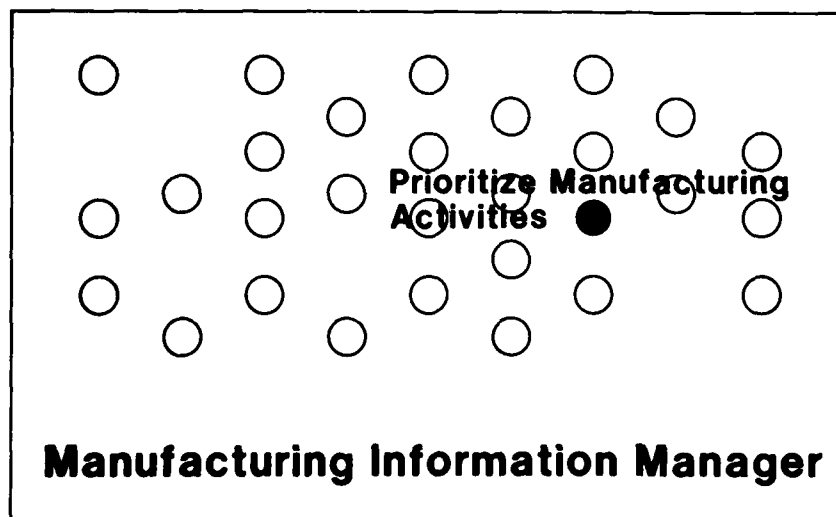 Prioritize Manufacturing
Activities
Manufacturing Information Manager